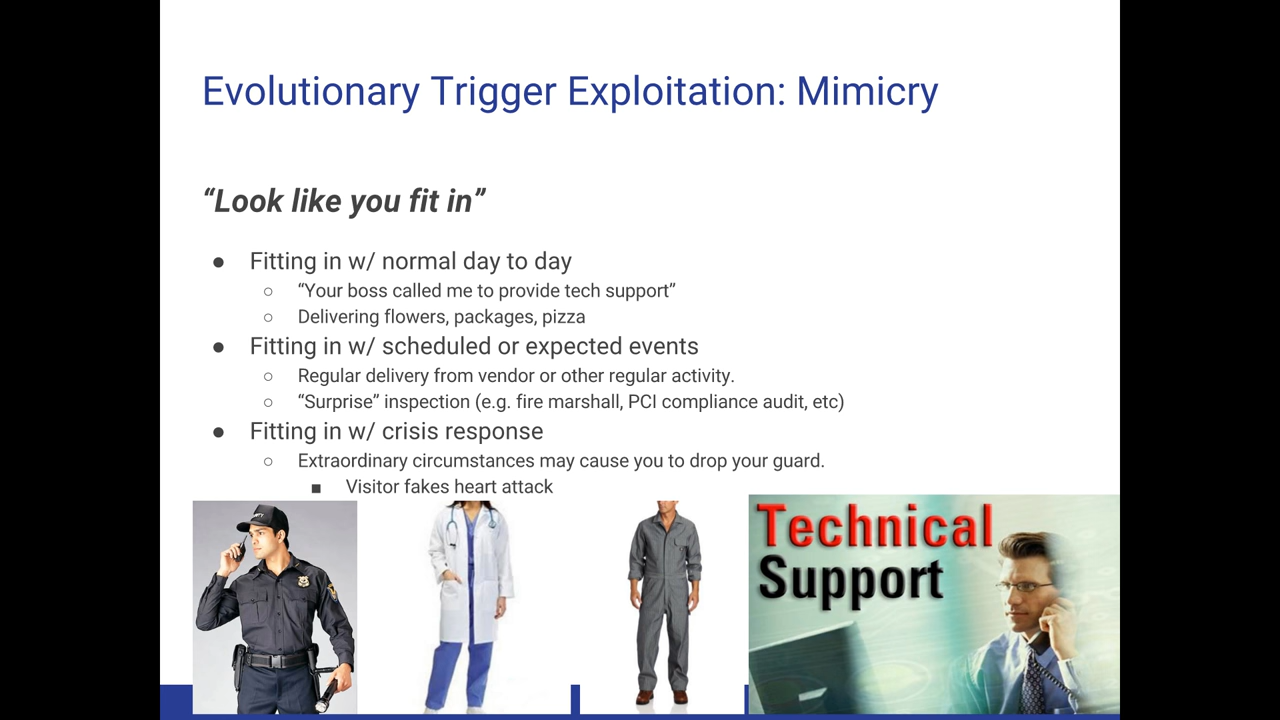 Evolutionary Trigger Exploitation: Mimicry
“Look like you fit in”
● Fitting in w/ normal day to day
○ “Your boss called me to provide tech support”
○ Delivering flowers, packages, pizza
● Fitting in w/ scheduled or expected events
○ Regular delivery from vendor or other regular activity.
○ “Surprise” inspection (e.g. fire marshall, PCI compliance audit, etc)
● Fitting in w/ crisis response
○ Extraordinary circumstances may cause you to drop your guard.
■ Visitor fakes heart attack
Technical
Support